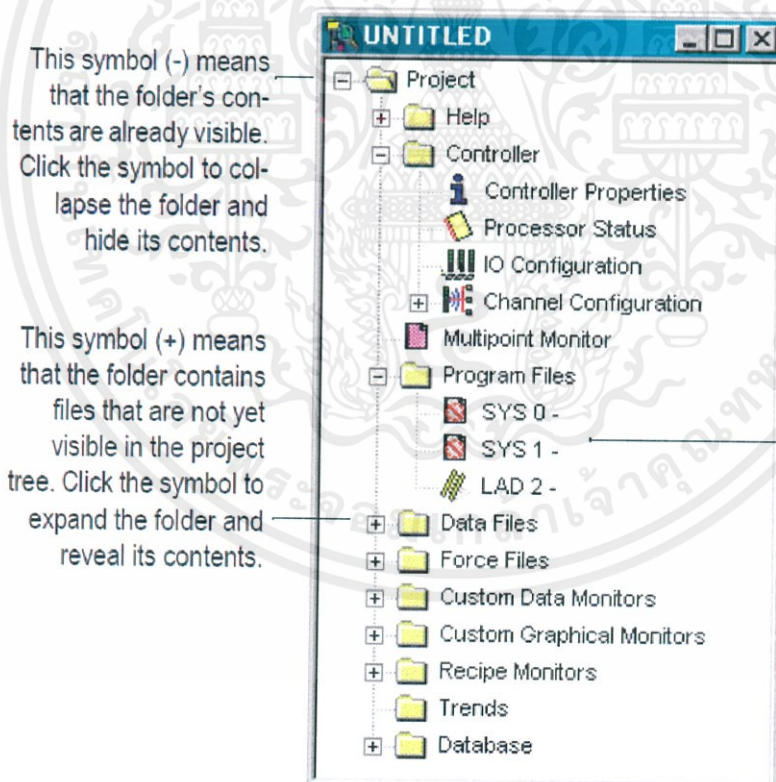 This symbol (-) means
that the folder's con-
tents are already visible.
Click the symbol to col-
lapse the folder and
hide its contents.
This symbol (+) means
that the folder contains
files that are not yet
visible in the project
tree. Click the symbol to
expand the folder and
reveal its contents.
UNTITLED
Project
Help
Controller
Controller Properties
Processor Status
IO Configuration
Channel Configuration
Multipoint Monitor
Program Files
SYS 0 -
SYS 1 -
LAD 2 -
Data Files
Force Files
Custom Data Monitors
Custom Graphical Monitors
Recipe Monitors
Trends
Database